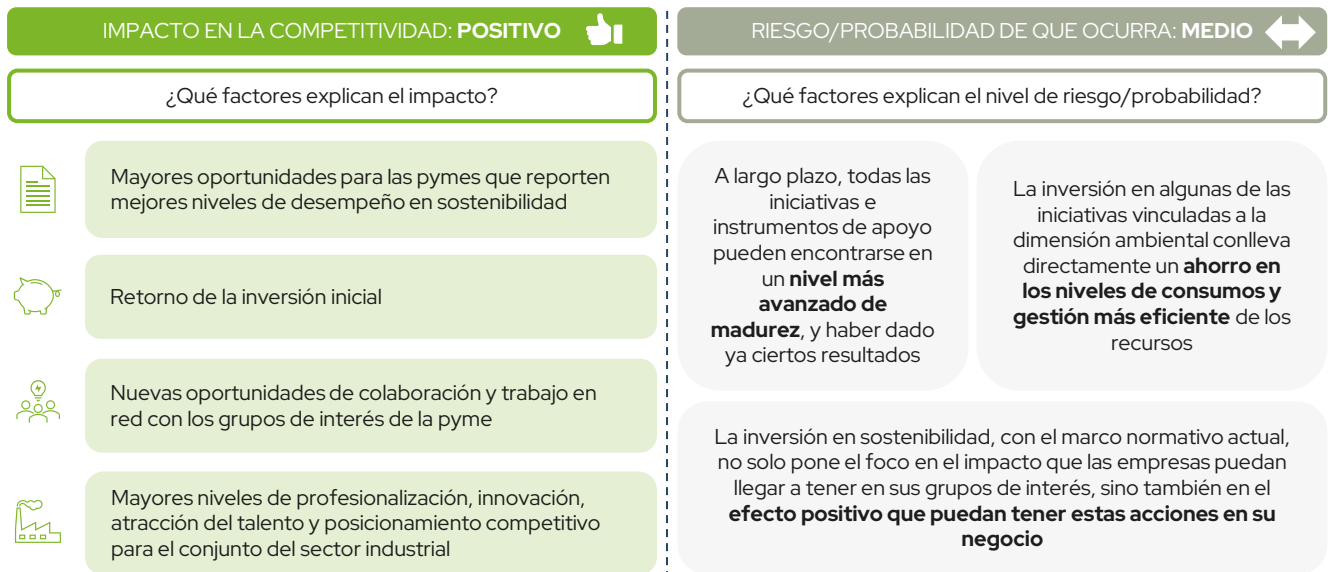 IMPACTO EN LA COMPETITIVIDAD: POSITIVO
¿Qué factores explican el impacto?
Mayores oportunidades para las pymes que reporten
mejores niveles de desempeño en sostenibilidad
Retorno de la inversión inicial
Nuevas oportunidades de colaboración y trabajo en
red con los grupos de interés de la pyme
Mayores niveles de profesionalización, innovación,
atracción del talento y posicionamiento competitivo
para el conjunto del sector industrial
RIESGO/PROBABILIDAD DE QUE OCURRA: MEDIO
¿Qué factores explican el nivel de riesgo/probabilidad?
A largo plazo, todas las
iniciativas e
instrumentos de apoyo
pueden encontrarse en
un nivel más
avanzado de
madurez, y haber dado
ya ciertos resultados
La inversión en algunas de las
iniciativas vinculadas a la
dimensión ambiental conlleva
directamente un ahorro en
los niveles de consumos y
gestión más eficiente de los
recursos
La inversión en sostenibilidad, con el marco normativo actual,
no solo pone el foco en el impacto que las empresas puedan
llegar a tener en sus grupos de interés, sino también en el
efecto positivo que puedan tener estas acciones en su
negocio